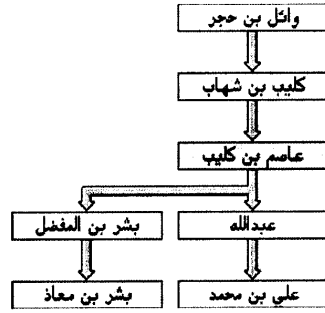 وائل بن حجر
كليب بن شهاب
عاصم بن كليب
عبدالله
بشر بن المفضل
علي بن محمد
بشر بن معاذ